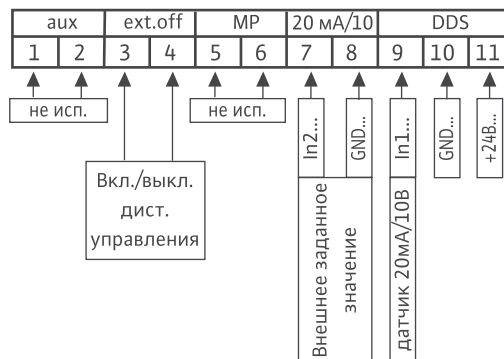 aux ext.off MP 20 мА/10 DDS
1 2 3 4 5 6 7 8 9 10 11
не исп.
не исп.
Вкл./выкл.
дист.
управления
In2...
GND...
In1...
GND...
+24В...
Внешнее заданное
значение
датчик 20мА/10В